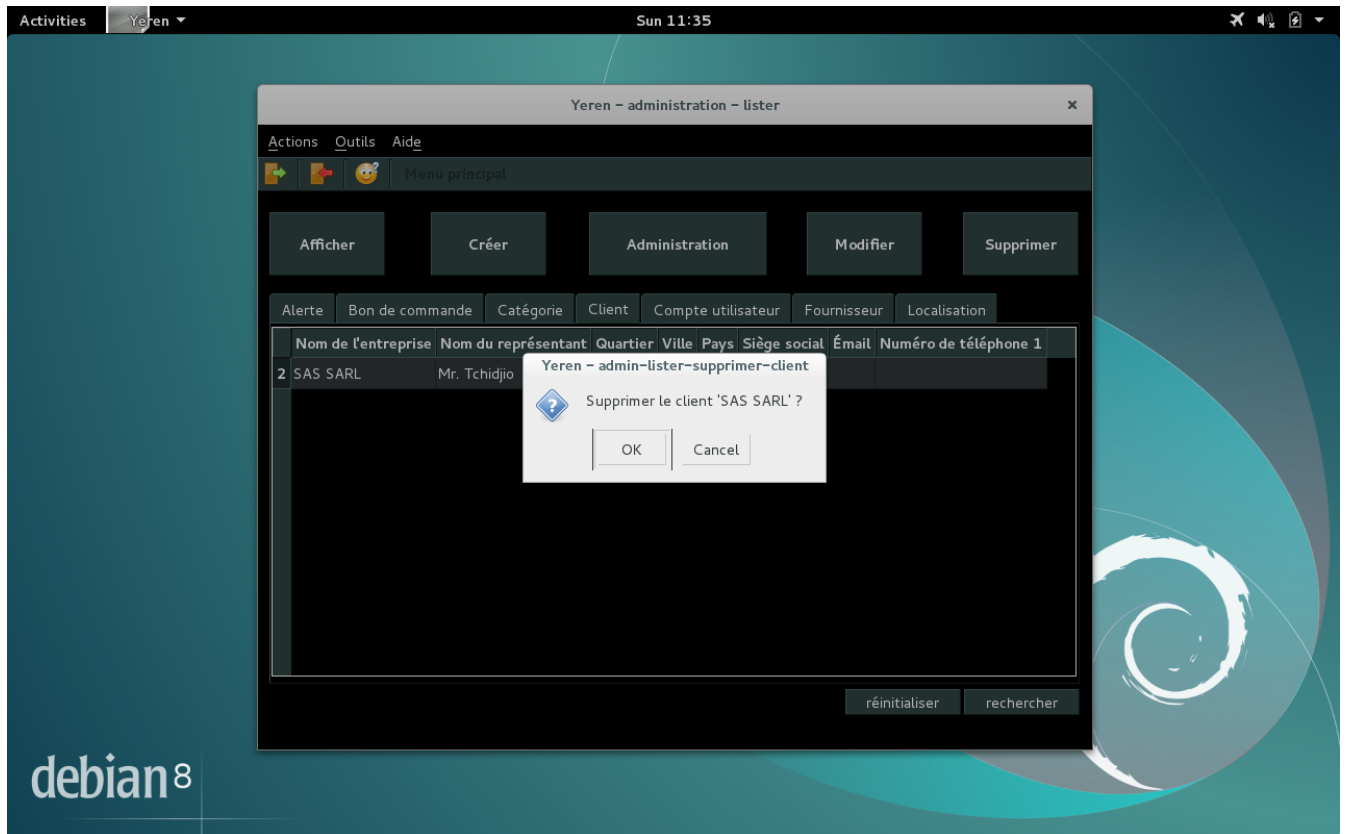 Activities Yeren Sun 11:35
Yeren – administration – lister
Actions Outils Aide
Menu principal
Afficher Créer Administration Modifier Supprimer
Alerte Bon de commande Catégorie Client Compte utilisateur Fournisseur Localisation
Nom de l'entreprise Nom du représentant Quartier Ville Pays Siège social Émail Numéro de téléphone 1
2 SAS SARL Mr. Tchidjio
Yeren – admin-lister-supprimer-client
Supprimer le client 'SAS SARL' ?
OK Cancel
réinitialiser rechercher
debian 8